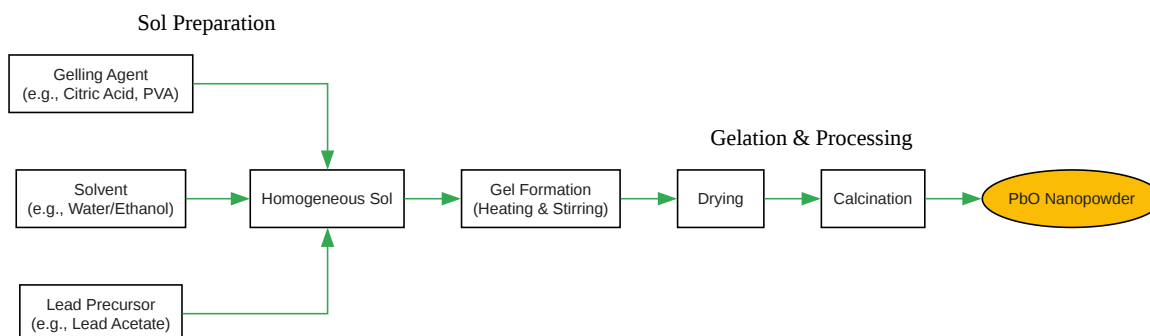 Sol Preparation
Gelling Agent
(e.g., Citric Acid, PVA)
Gelation & Processing
Solvent
(e.g., Water/Ethanol)
Homogeneous Sol
Gel Formation
(Heating & Stirring)
Drying
Calcination
PbO Nanopowder
Lead Precursor
(e.g., Lead Acetate)